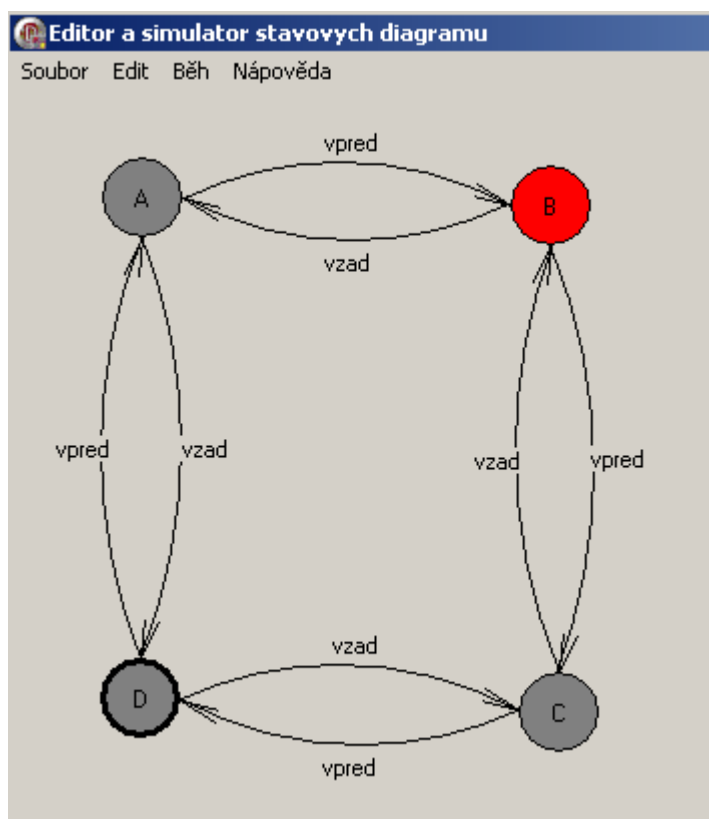 Editor a simulator stavovych diagramu
Soubor Edit Běh Nápověda
vpred
A
B
vzad
vpred
vzad
vzad
vpred
vzad
D
C
vpred